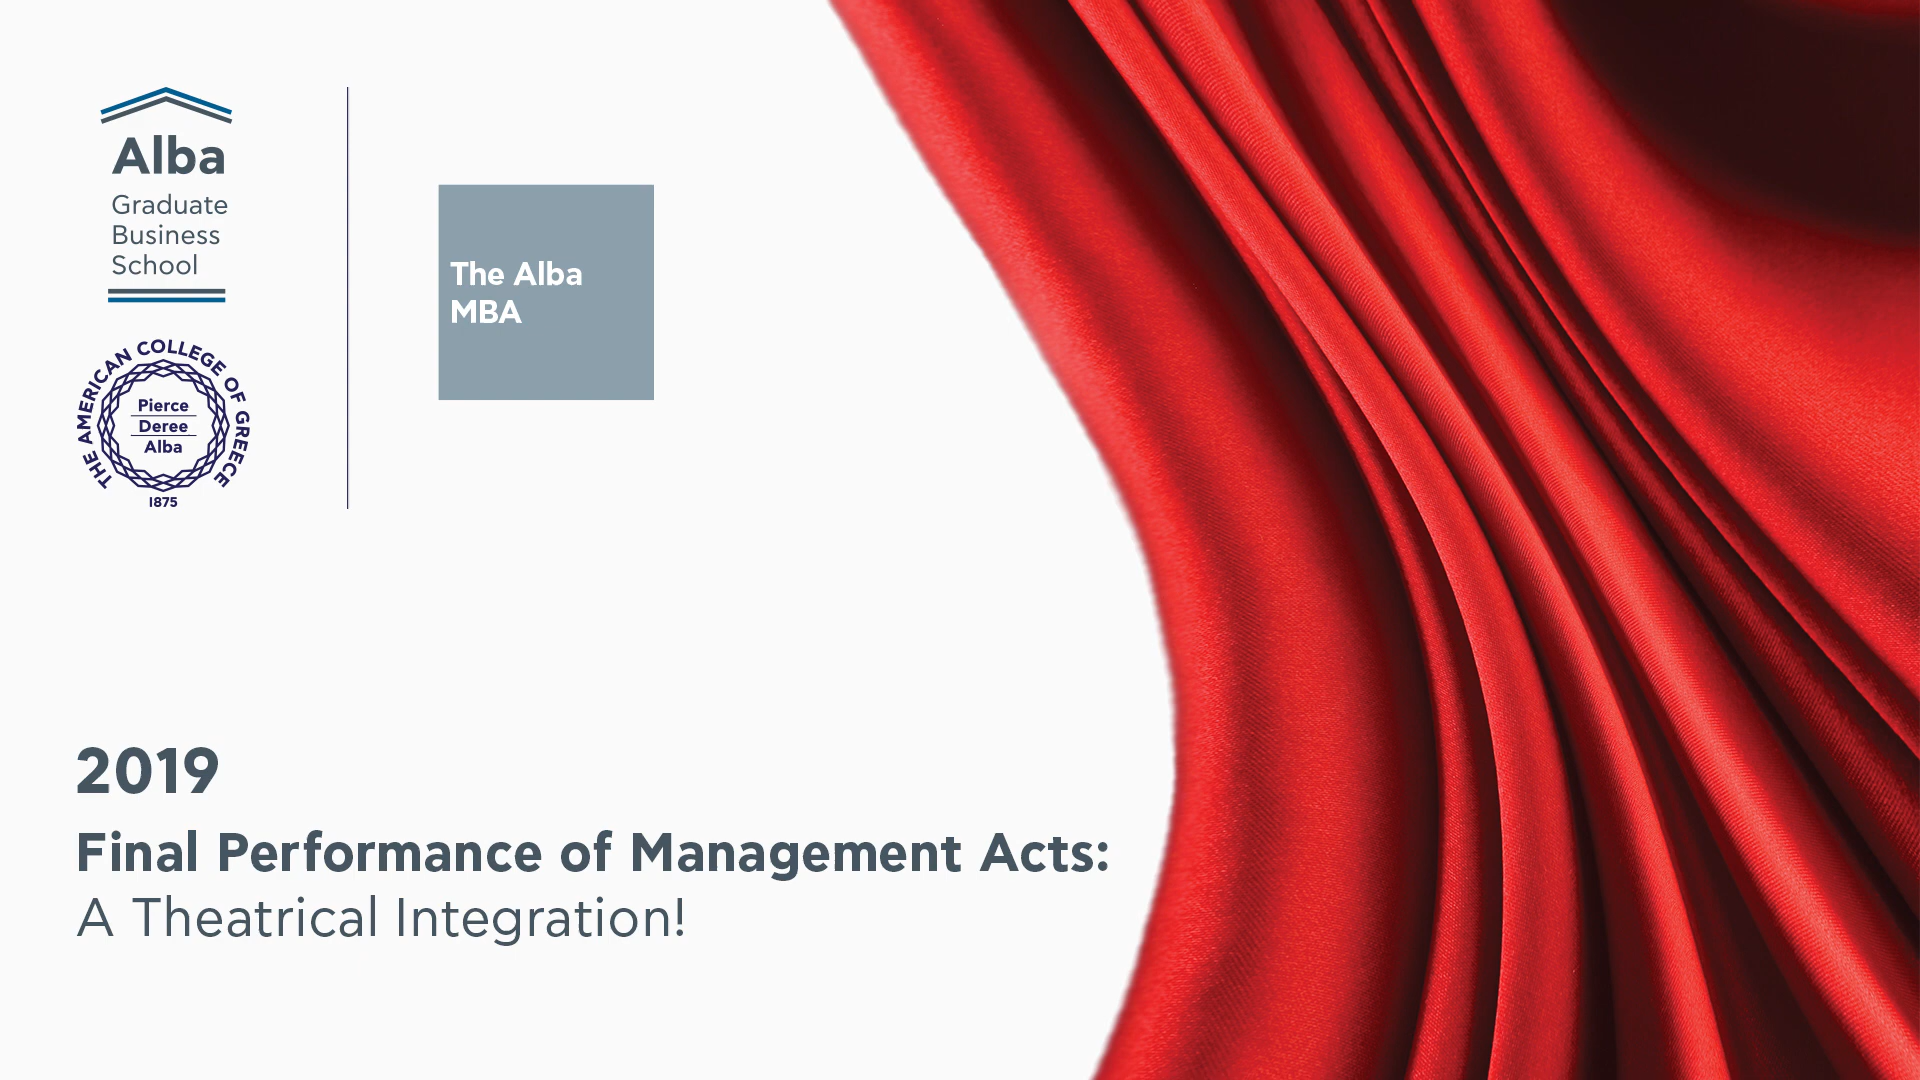 Alba
Graduate
Business
School
THE AMERICAN COLLEGE OF GREECE
Pierce
Deree
Alba
1875
The Alba
MBA
2019
Final Performance of Management Acts:
A Theatrical Integration!